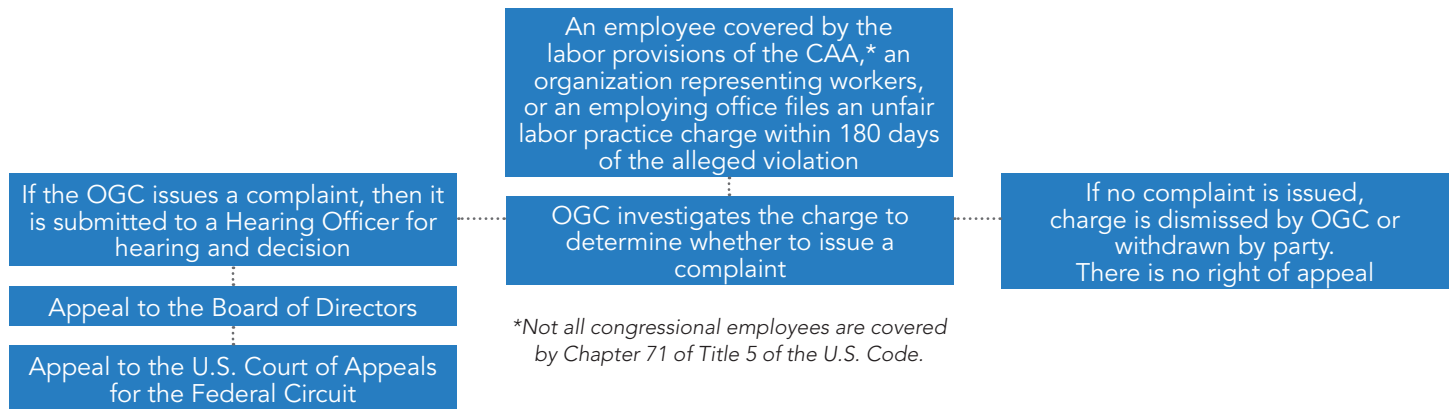 An employee covered by the
labor provisions of the CAA,* an
organization representing workers,
or an employing office files an unfair
labor practice charge within 180 days
of the alleged violation
OGC investigates the charge to
determine whether to issue a
complaint
If the OGC issues a complaint, then it
is submitted to a Hearing Officer for
hearing and decision
Appeal to the Board of Directors
Appeal to the U.S. Court of Appeals
for the Federal Circuit
If no complaint is issued,
charge is dismissed by OGC or
withdrawn by party.
There is no right of appeal
*Not all congressional employees are covered
by Chapter 71 of Title 5 of the U.S. Code.